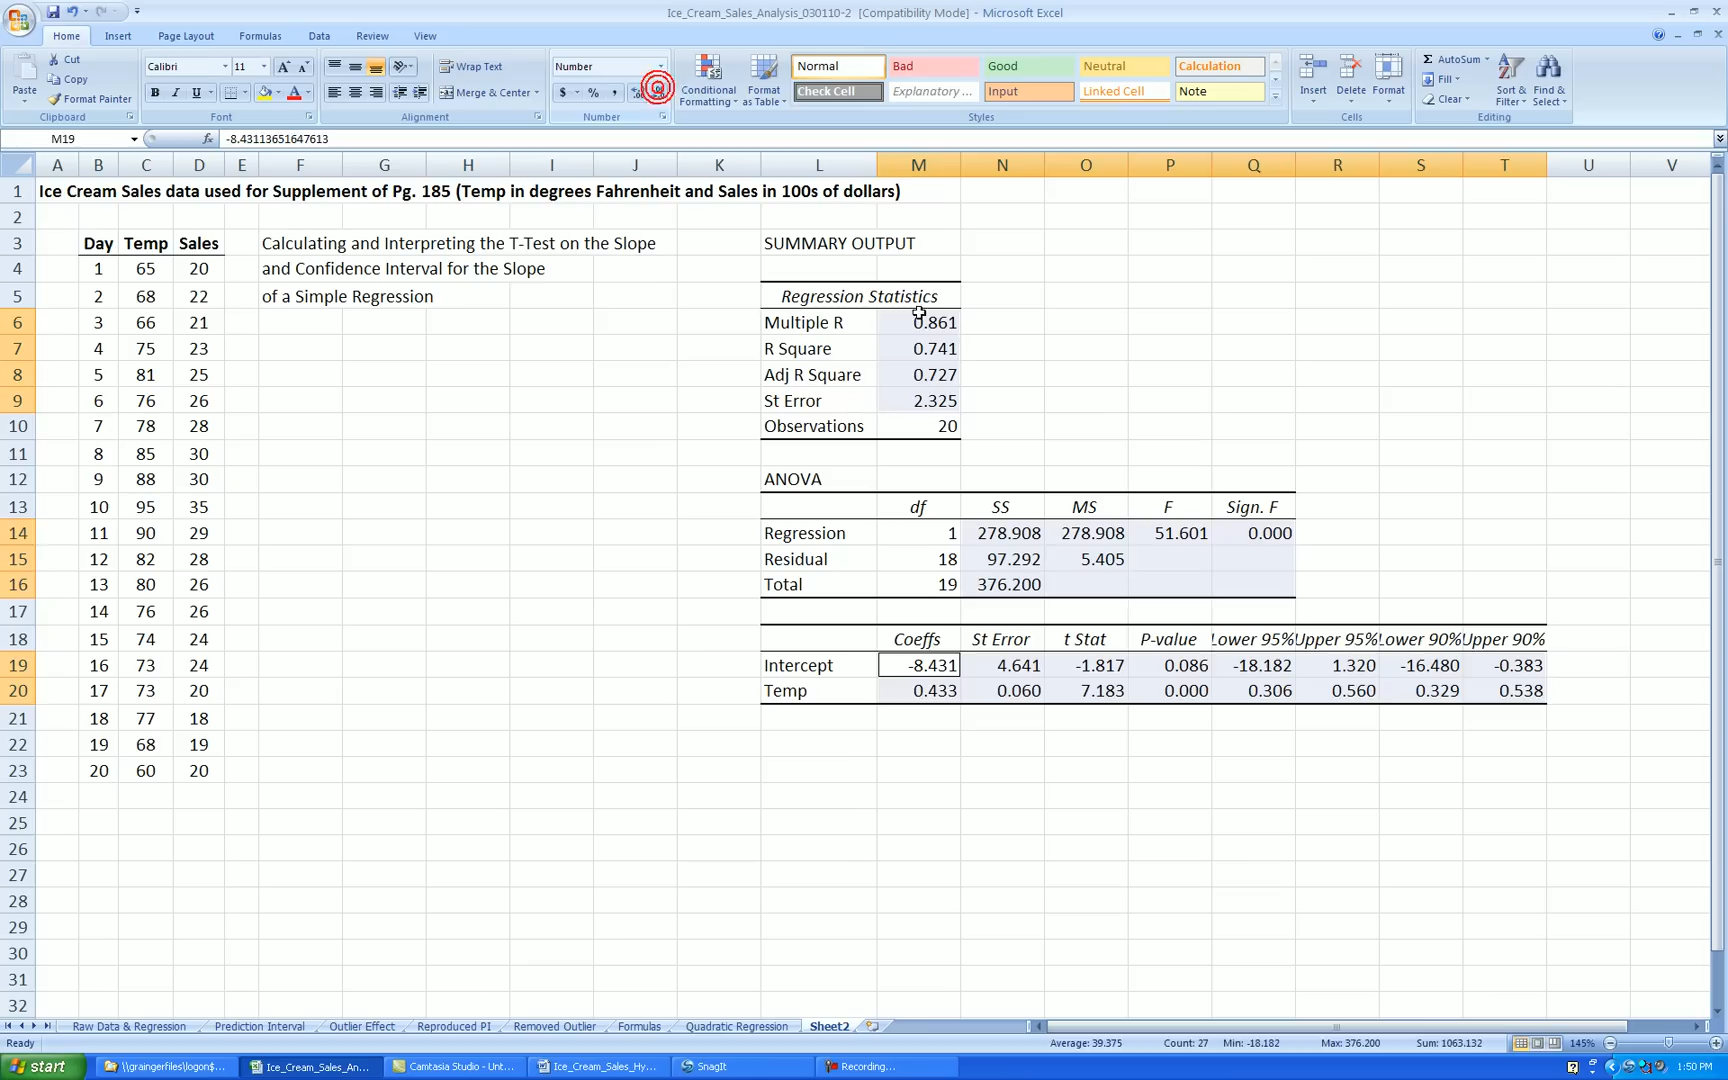 Ice_Cream_Sales_Analysis_030110-2 [Compatibility Mode] - Microsoft Excel
Home Insert Page Layout Formulas Data Review View
Paste Cut Copy Format Painter Clipboard
Calibri 11 B I U Font
Wrap Text Merge & Center Alignment
Number $ % , Number
Conditional Formatting Format as Table
Normal Bad Good Neutral Calculation
Check Cell Explanatory ... Input Linked Cell Note
Styles
Insert Delete Format Cells
AutoSum Fill Clear Sort & Filter Find & Select Editing
M19 fx -8.43113651647613
A B C D E F G H I J K L M N O P Q R S T U V
1 Ice Cream Sales data used for Supplement of Pg. 185 (Temp in degrees Fahrenheit and Sales in 100s of dollars)
2
3 Day Temp Sales Calculating and Interpreting the T-Test on the Slope SUMMARY OUTPUT
4 1 65 20 and Confidence Interval for the Slope
5 2 68 22 of a Simple Regression Regression Statistics
6 3 66 21 Multiple R 0.861
7 4 75 23 R Square 0.741
8 5 81 25 Adj R Square 0.727
9 6 76 26 St Error 2.325
10 7 78 28 Observations 20
11 8 85 30
12 9 88 30 ANOVA
13 10 95 35 df SS MS F Sign. F
14 11 90 29 Regression 1 278.908 278.908 51.601 0.000
15 12 82 28 Residual 18 97.292 5.405
16 13 80 26 Total 19 376.200
17 14 76 26
18 15 74 24 Coeffs St Error t Stat P-value Lower 95% Upper 95% Lower 90% Upper 90%
19 16 73 24 Intercept -8.431 4.641 -1.817 0.086 -18.182 1.320 -16.480 -0.383
20 17 73 20 Temp 0.433 0.060 7.183 0.000 0.306 0.560 0.329 0.538
21 18 77 18
22 19 68 19
23 20 60 20
24
25
26
27
28
29
30
31
32
Raw Data & Regression Prediction Interval Outlier Effect Reproduced PI Removed Outlier Formulas Quadratic Regression Sheet2
Ready Average: 39.375 Count: 27 Min: -18.182 Max: 376.200 Sum: 1063.132 145%
start \\graingerfiles\logon$... Ice_Cream_Sales_An... Camtasia Studio - Unt... Ice_Cream_Sales_Hy... SnagIt Recording... 1:50 PM